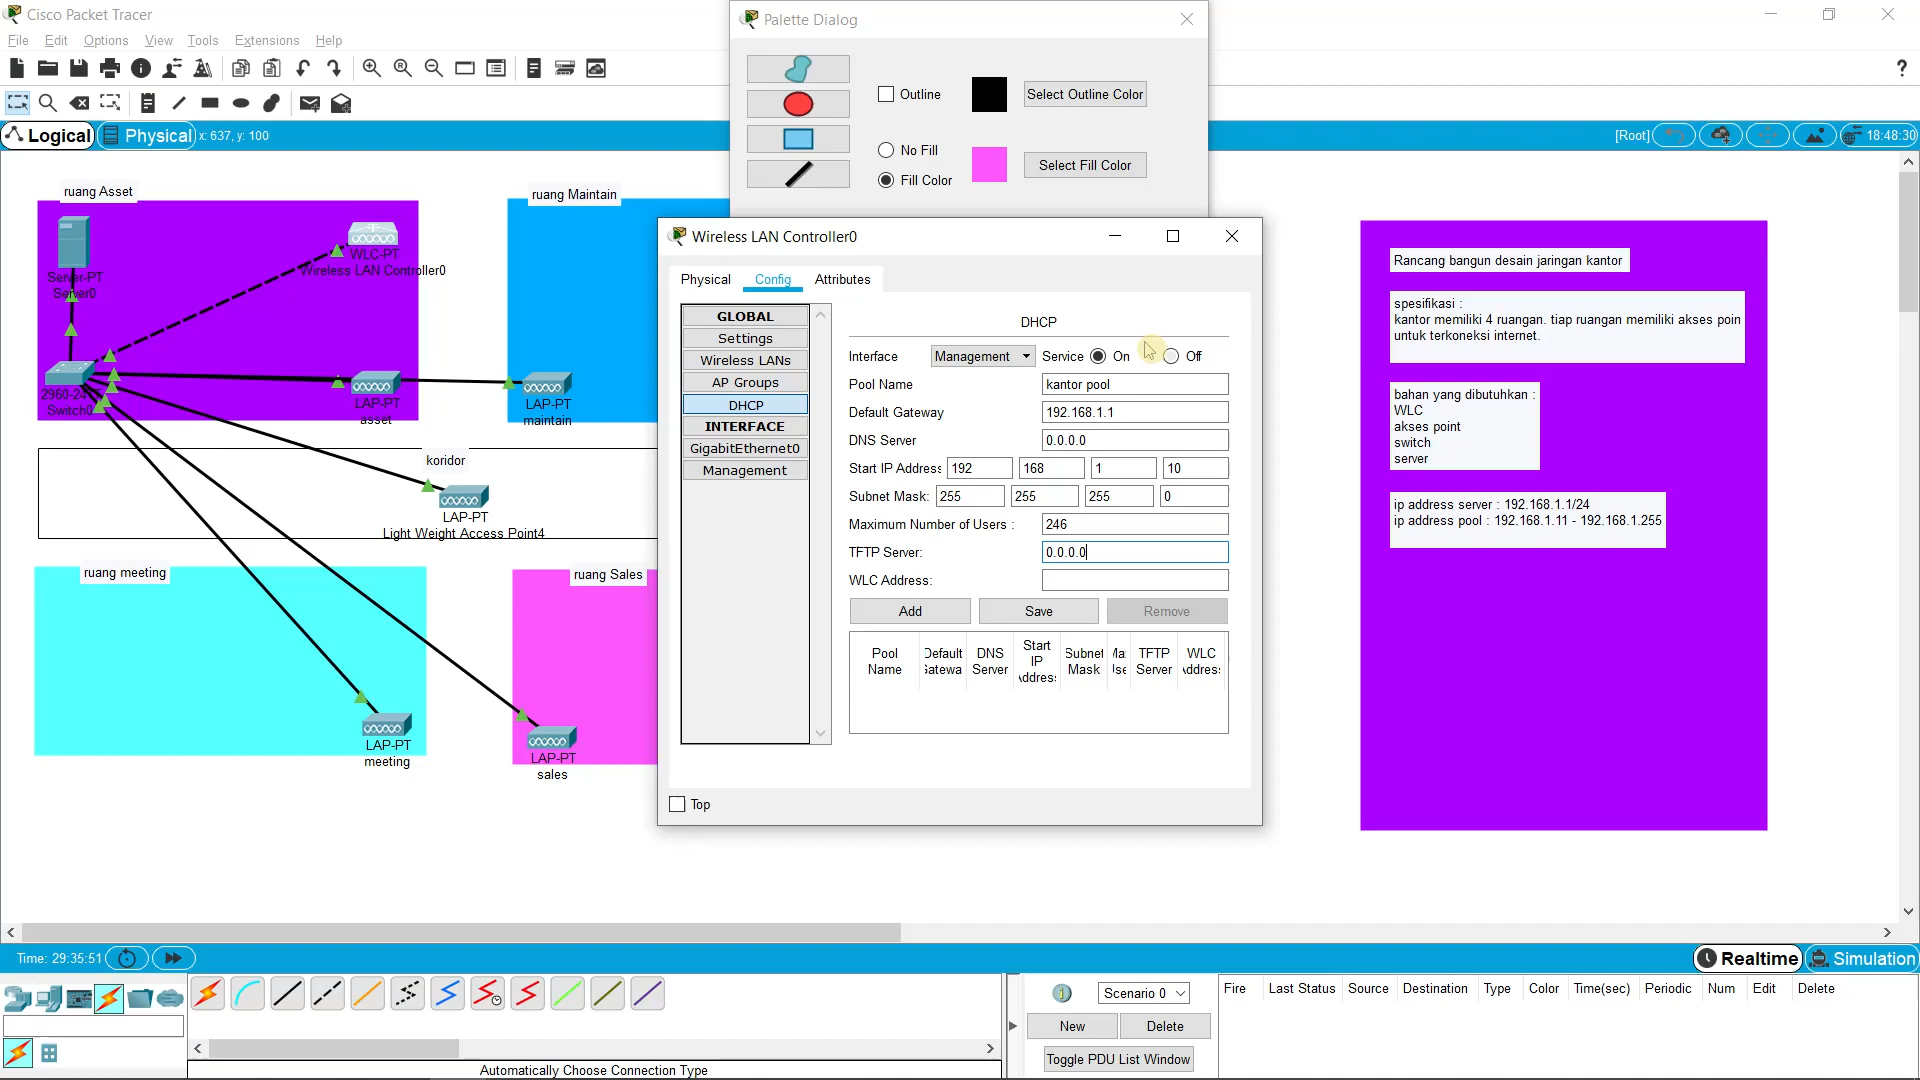 Cisco Packet Tracer
File Edit Options View Tools Extensions Help
Palette Dialog
Outline
Select Outline Color
No Fill
Fill Color
Select Fill Color
Logical
Physical
x: 637, y: 100
[Root]
18:48:30
ruang Asset
Server-PT
Server0
WLC-PT
Wireless LAN Controller0
2960-24
Switch0
LAP-PT
asset
ruang Maintain
LAP-PT
maintain
koridor
LAP-PT
Light Weight Access Point4
ruang meeting
LAP-PT
meeting
ruang Sales
LAP-PT
sales
Wireless LAN Controller0
Physical Config Attributes
GLOBAL
Settings
Wireless LANs
AP Groups
DHCP
INTERFACE
GigabitEthernet0
Management
DHCP
Interface Management Service On Off
Pool Name kantor pool
Default Gateway 192.168.1.1
DNS Server 0.0.0.0
Start IP Address 192 168 1 10
Subnet Mask: 255 255 255 0
Maximum Number of Users : 246
TFTP Server: 0.0.0.0
WLC Address:
Add Save Remove
Pool Name
Default
DNS Server
Start IP
Subnet Mask
TFTP Server
WLC
Top
Rancang bangun desain jaringan kantor
spesifikasi :
kantor memiliki 4 ruangan. tiap ruangan memiliki akses poin
untuk terkoneksi internet.
bahan yang dibutuhkan :
WLC
akses point
switch
server
ip address server : 192.168.1.1/24
ip address pool : 192.168.1.11 - 192.168.1.255
Time: 29:35:51
Realtime
Simulation
Automatically Choose Connection Type
1
Scenario 0
New Delete
Toggle PDU List Window
Fire Last Status Source Destination Type Color Time(sec) Periodic Num Edit Delete